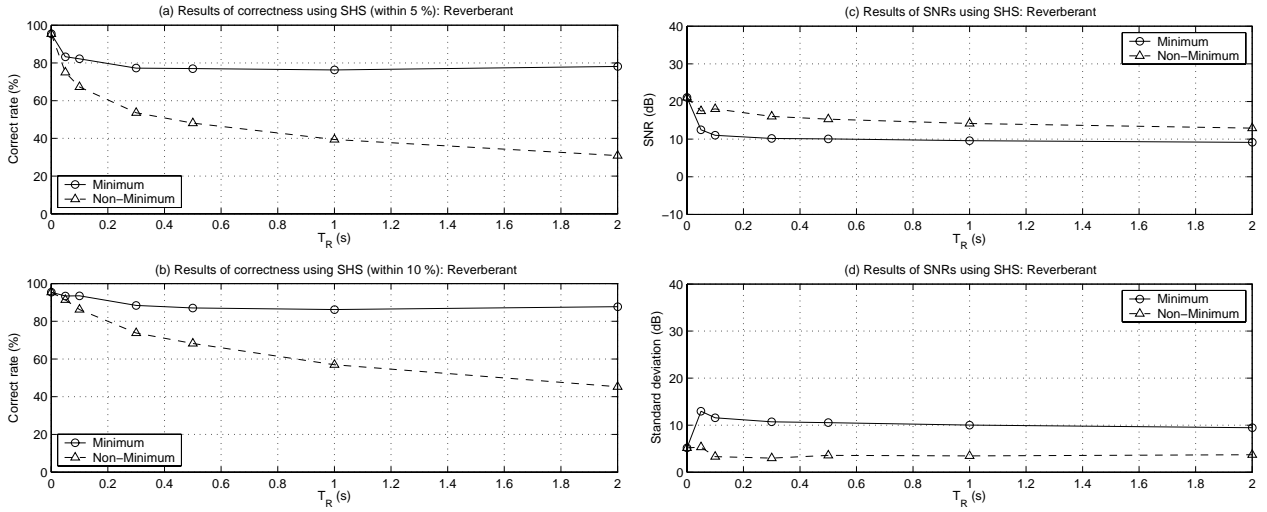 (a) Results of correctness using SHS (within 5 %): Reverberant
100
80
60
40
20
0
Correct rate (%)
Minimum
Non−Minimum
0 0.2 0.4 0.6 0.8 1 1.2 1.4 1.6 1.8 2
T_R (s)
(c) Results of SNRs using SHS: Reverberant
40
30
20
10
0
−10
SNR (dB)
Minimum
Non−Minimum
0 0.2 0.4 0.6 0.8 1 1.2 1.4 1.6 1.8 2
T_R (s)
(b) Results of correctness using SHS (within 10 %): Reverberant
100
80
60
40
20
0
Correct rate (%)
Minimum
Non−Minimum
0 0.2 0.4 0.6 0.8 1 1.2 1.4 1.6 1.8 2
T_R (s)
(d) Results of SNRs using SHS: Reverberant
40
30
20
10
0
Standard deviation (dB)
Minimum
Non−Minimum
0 0.2 0.4 0.6 0.8 1 1.2 1.4 1.6 1.8 2
T_R (s)